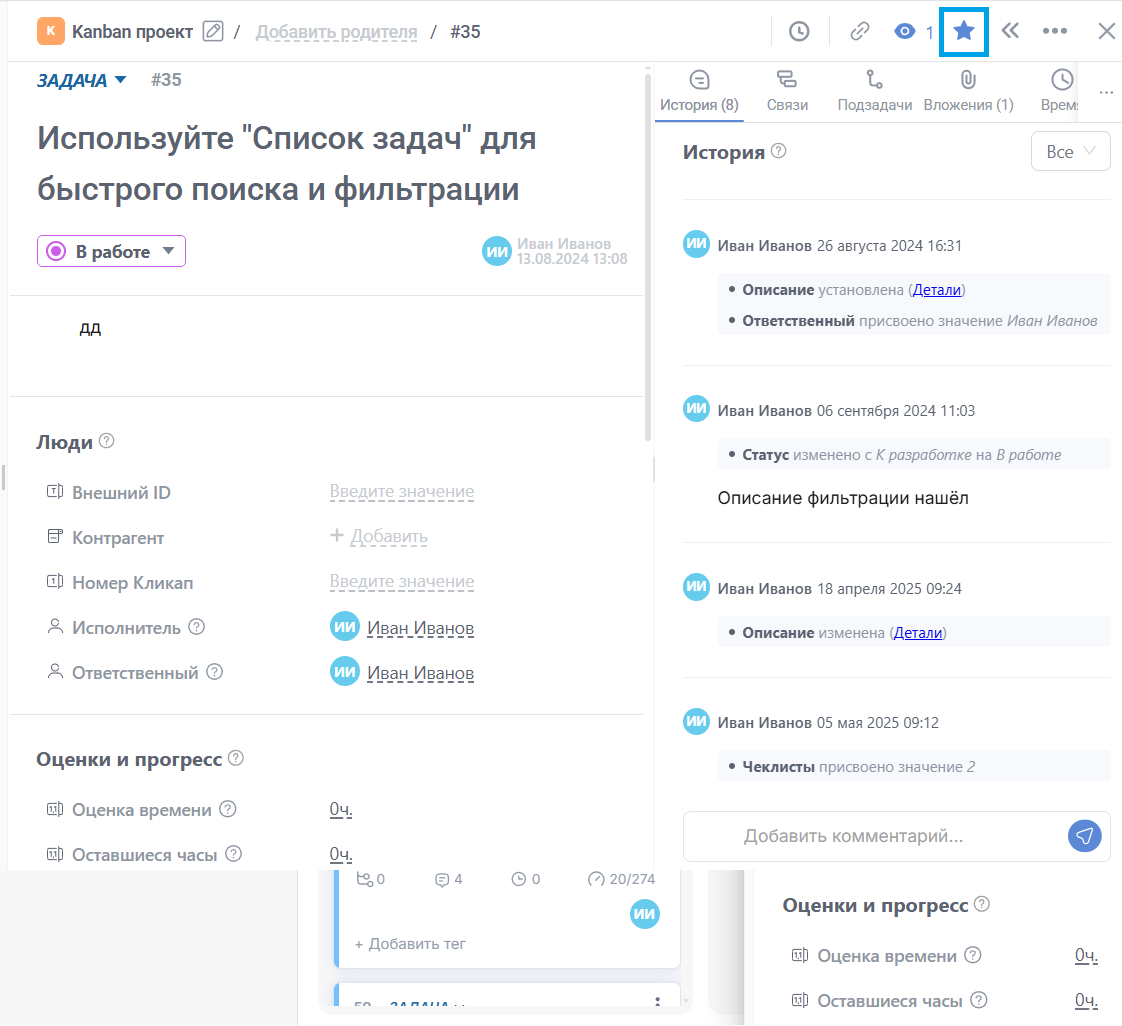 К Kanban проект / Добавить родителя / #35
1
ЗАДАЧА #35
Используйте "Список задач" для
быстрого поиска и фильтрации
В работе
ИИ Иван Иванов
13.08.2024 13:08
дд
Люди
Внешний ID Введите значение
Контрагент + Добавить
Номер Кликап Введите значение
Исполнитель ИИ Иван Иванов
Ответственный ИИ Иван Иванов
Оценки и прогресс
Оценка времени 0ч.
Оставшиеся часы 0ч.
История (8) Связи Подзадачи Вложения (1) Время
История
Все
ИИ Иван Иванов 26 августа 2024 16:31
• Описание установлена (Детали)
• Ответственный присвоено значение Иван Иванов
ИИ Иван Иванов 06 сентября 2024 11:03
• Статус изменено с К разработке на В работе
Описание фильтрации нашёл
ИИ Иван Иванов 18 апреля 2025 09:24
• Описание изменена (Детали)
ИИ Иван Иванов 05 мая 2025 09:12
• Чеклисты присвоено значение 2
Добавить комментарий...
0 4 0 20/274
ИИ
+ Добавить тег
59 ЗАДАЧА
Оценки и прогресс
Оценка времени 0ч.
Оставшиеся часы 0ч.